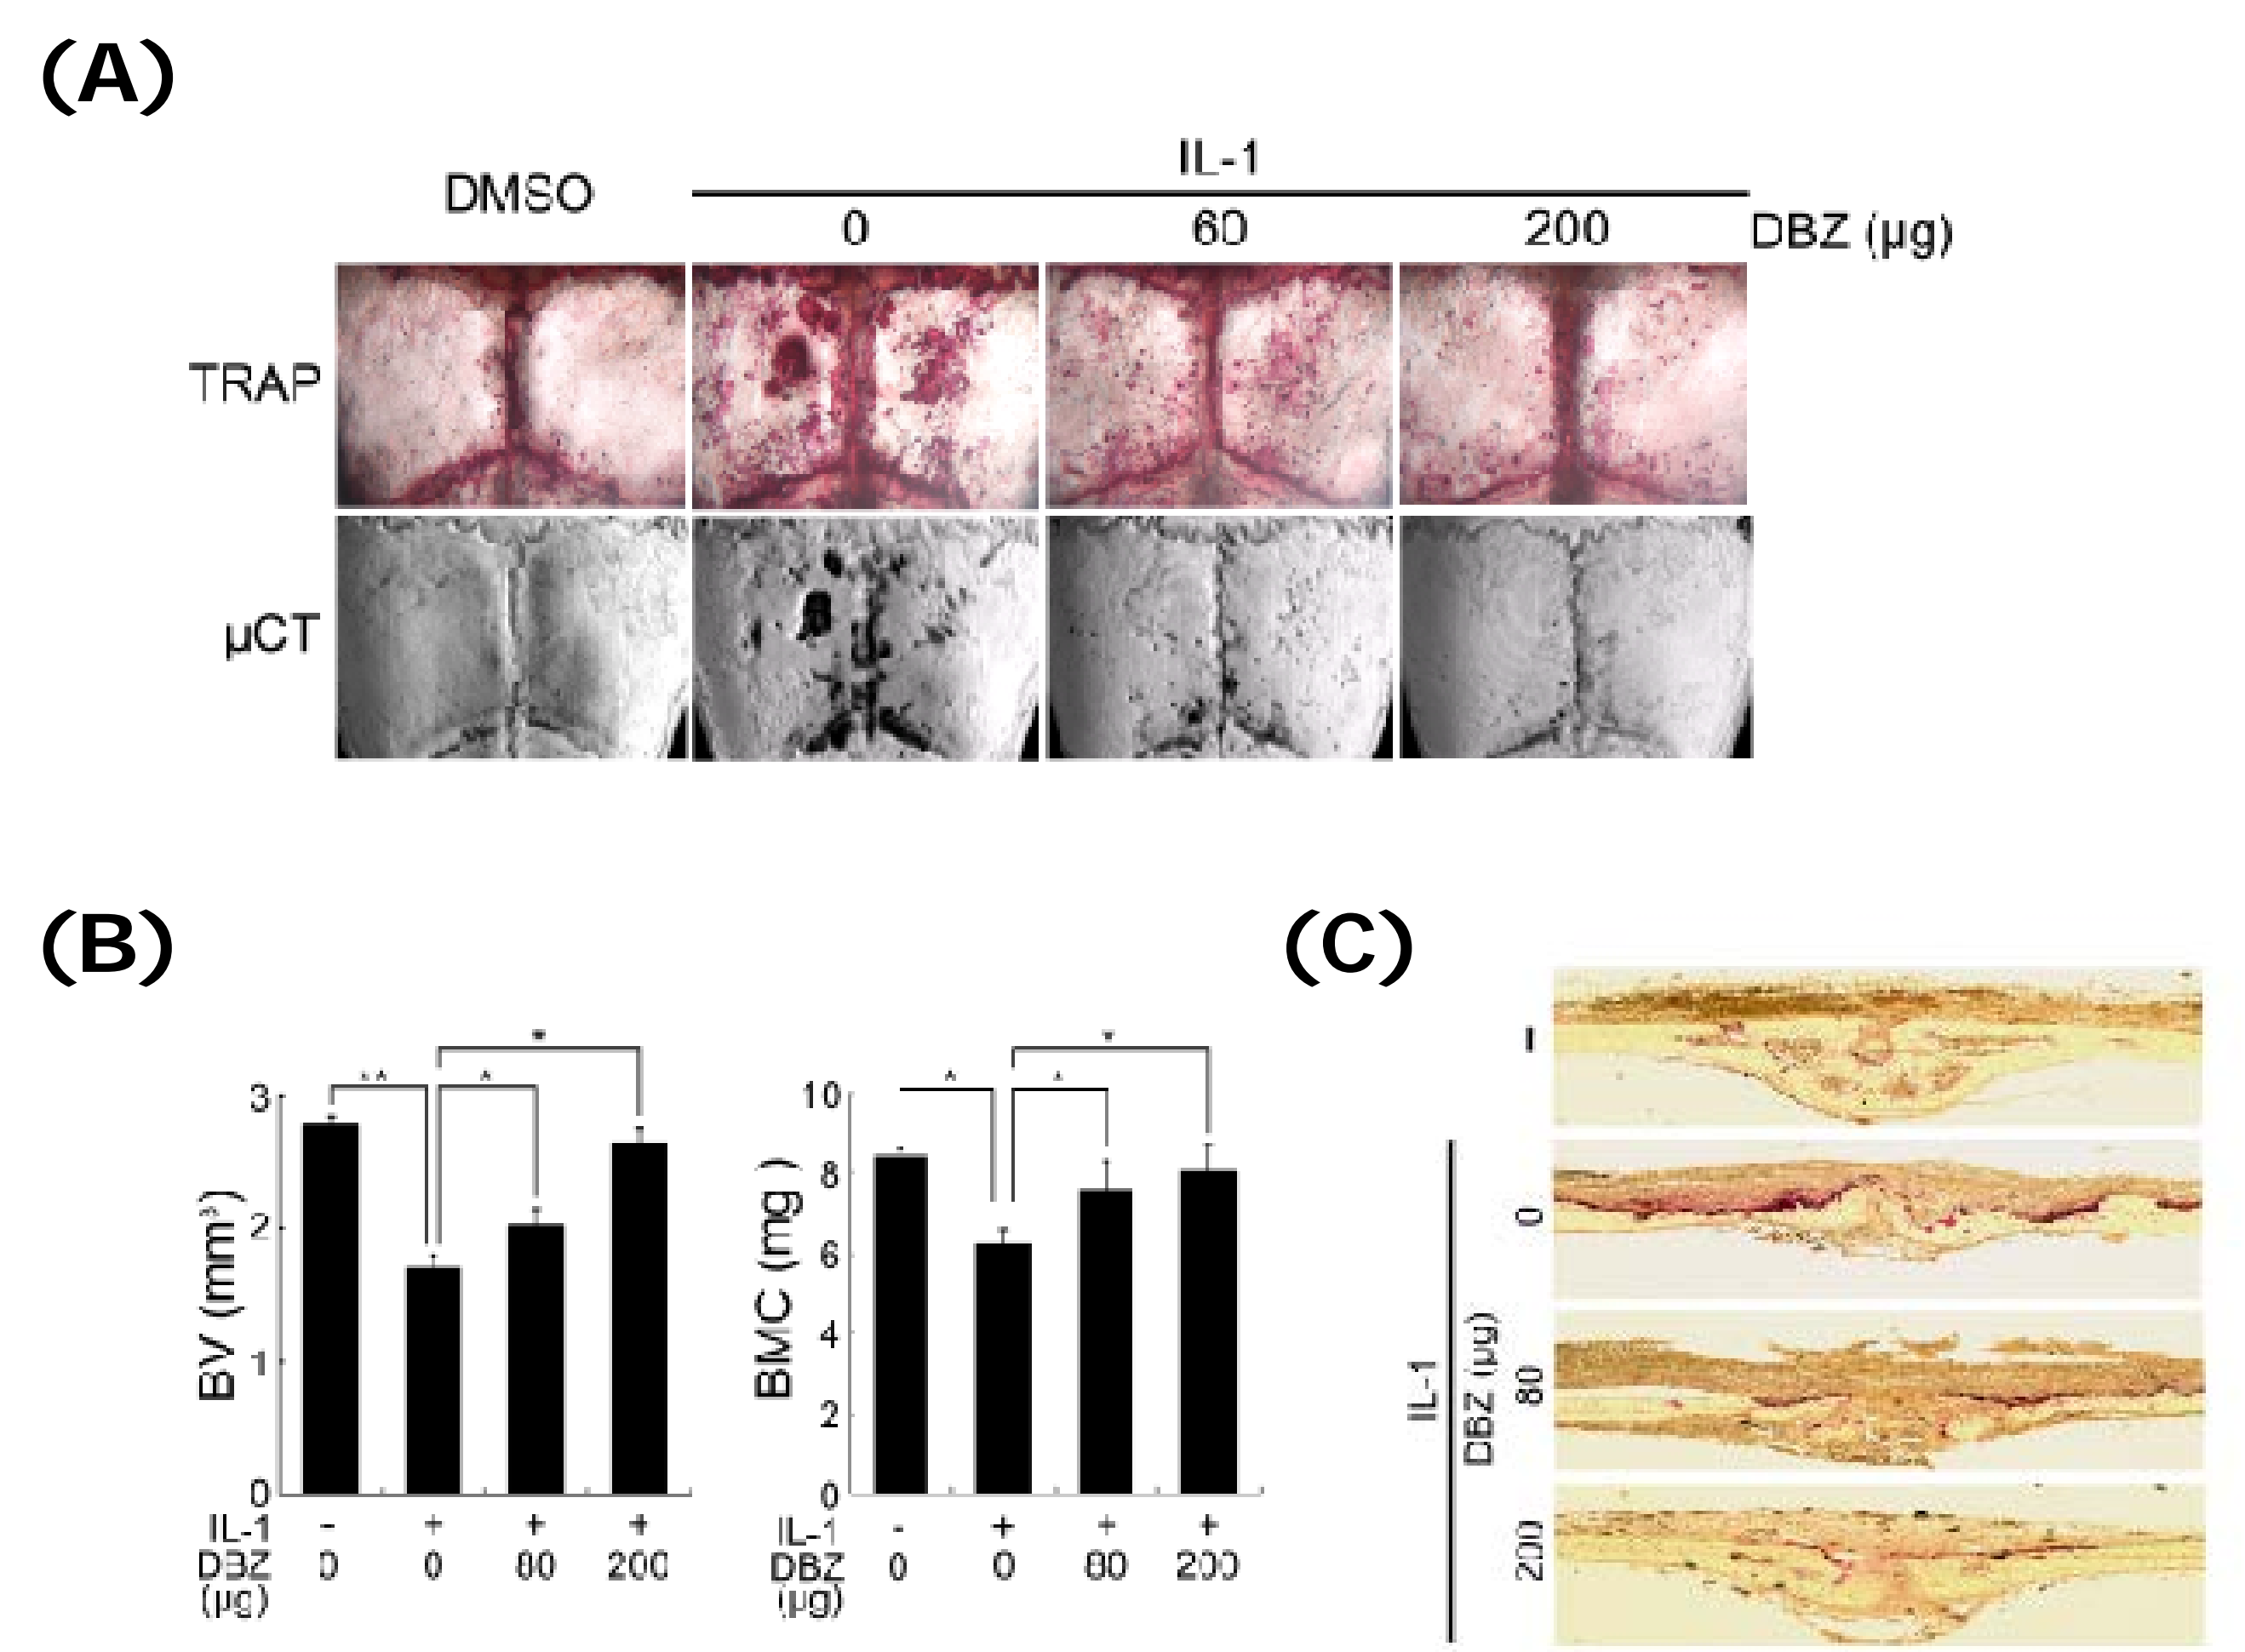 (A)
IL-1
DMSO
0 60 200 DBZ (µg)
TRAP
µCT
(B)
(C)
** * *
BV (mm³)
3
2
1
0
IL-1 - + + +
DBZ 0 0 80 200
(µg)
* * *
BMC (mg)
10
8
6
4
2
0
IL-1 - + + +
DBZ 0 0 80 200
(µg)
-
IL-1
DBZ (µg)
0
80
200